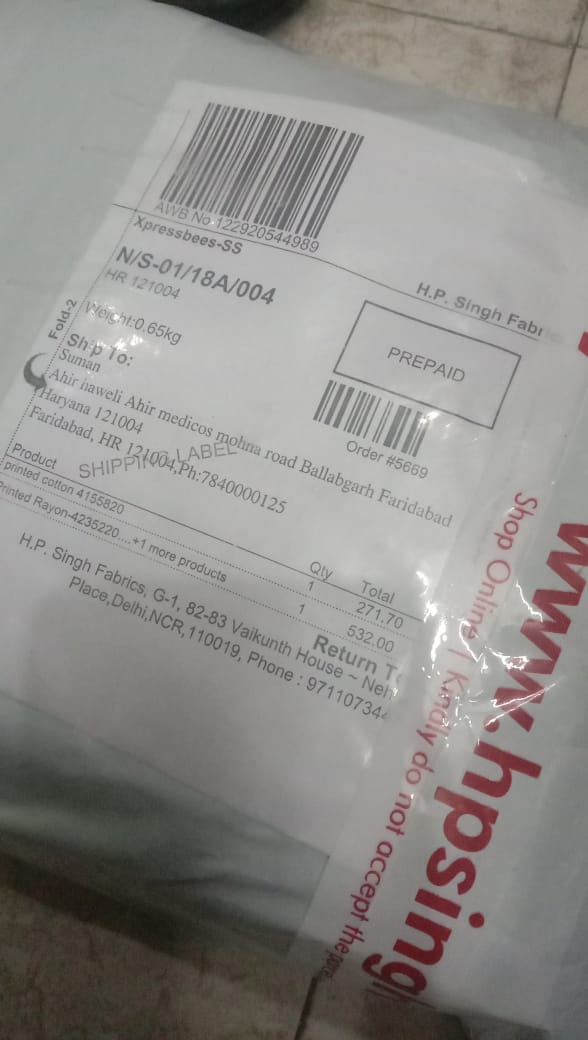 AWB No.122920544989
Xpressbees-SS
H.P. Singh Fabri
N/S-01/18A/004
HR 121004
Weight:0.65kg
PREPAID
Fold-2
Ship To:
Suman
Ahir haweli Ahir medicos mohna road Ballabgarh Faridabad
Haryana 121004
Faridabad, HR 121004,Ph:7840000125
Order #5669
SHIPPING LABEL
Product Qty Total
printed cotton 4155820 1 271.70
Printed Rayon-4235220...+1 more products 1 532.00
Return To
H.P. Singh Fabrics, G-1, 82-83 Vaikunth House ~ Neh
Place,Delhi,NCR,110019, Phone : 971107344
Shop Online | Kindly do not accept the
www.hpsingh